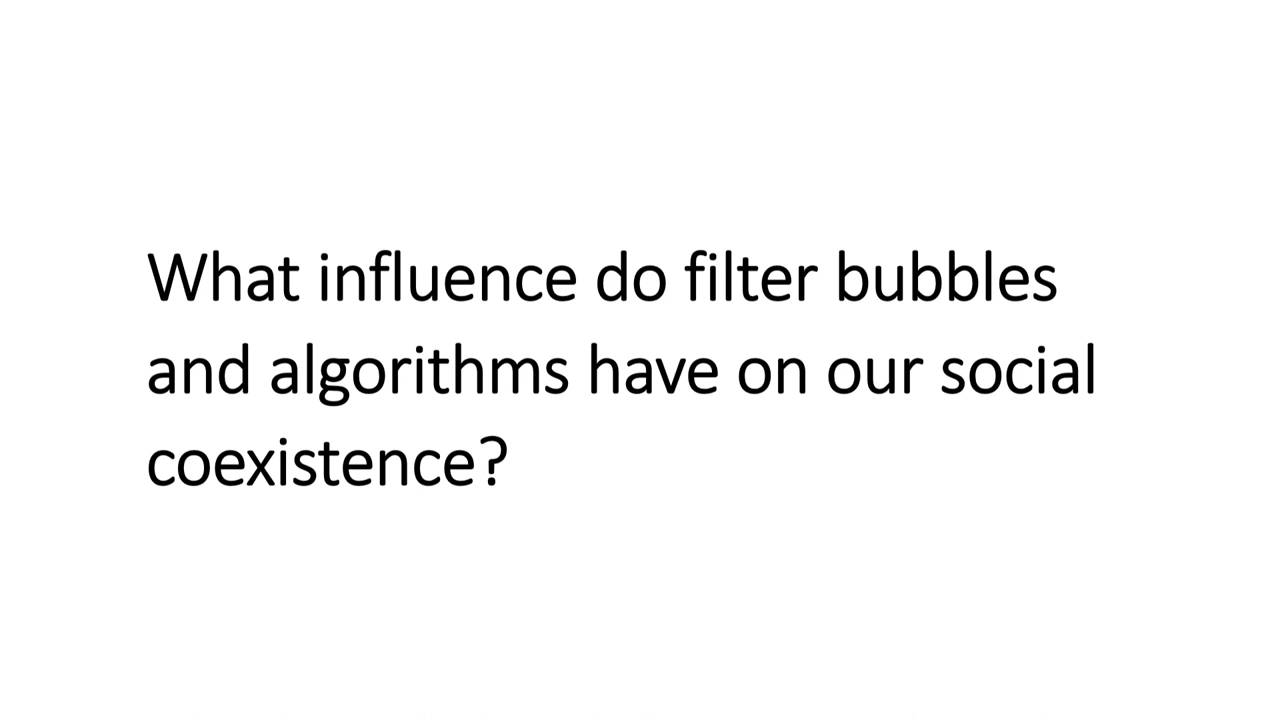 What influence do filter bubbles
and algorithms have on our social
coexistence?